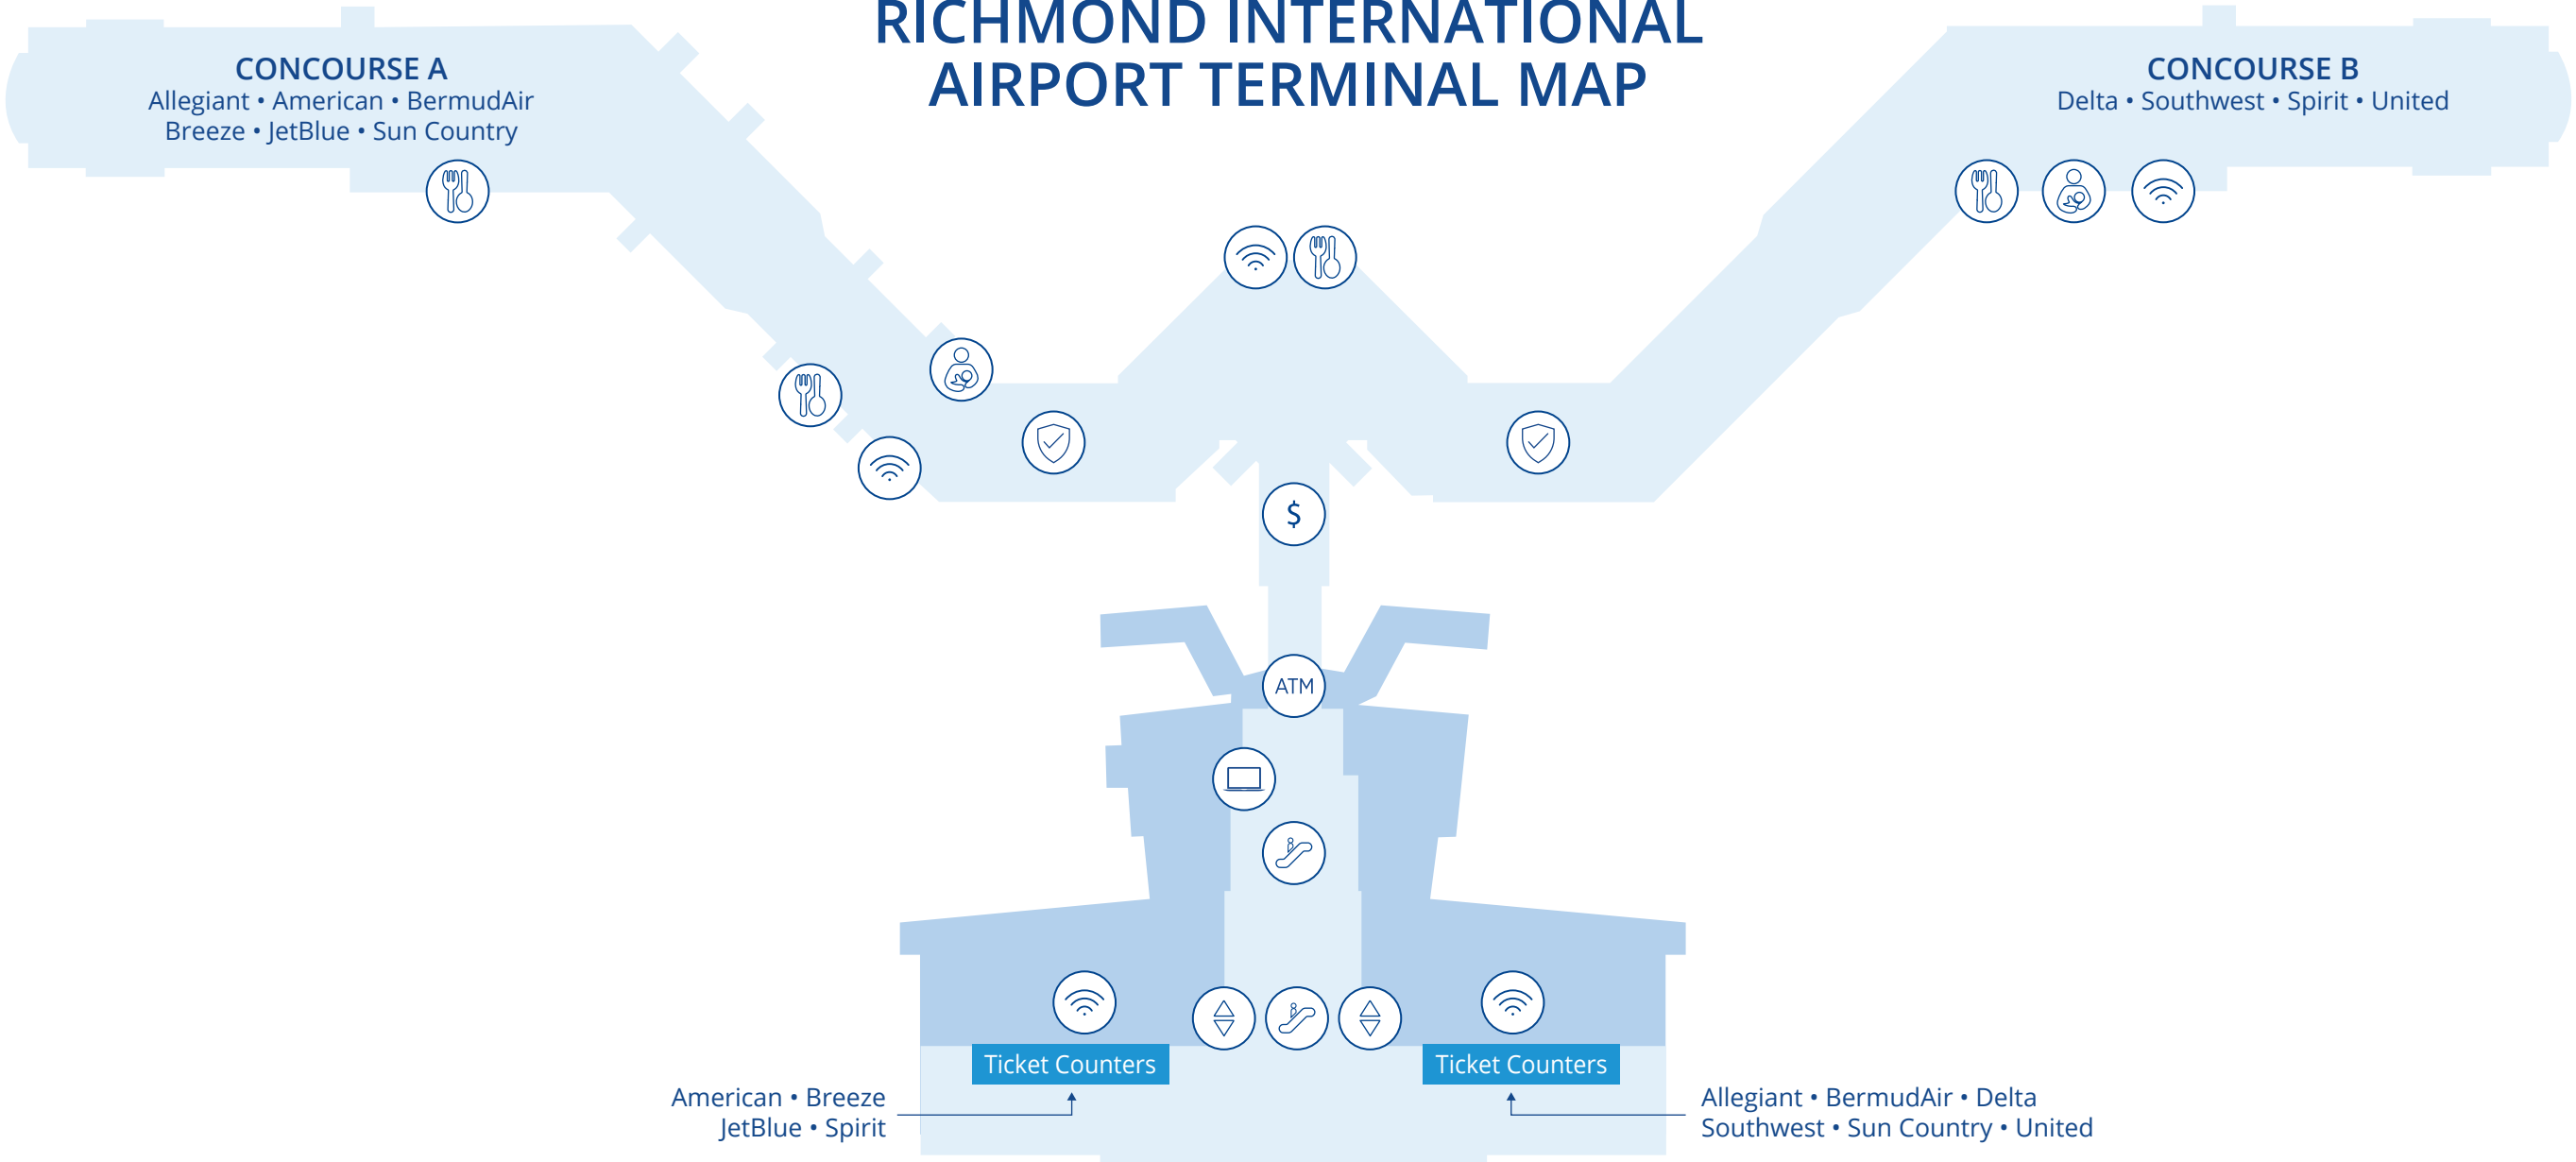 RICHMOND INTERNATIONAL
AIRPORT TERMINAL MAP
CONCOURSE A
Allegiant • American • BermudAir
Breeze • JetBlue • Sun Country
CONCOURSE B
Delta • Southwest • Spirit • United
$
ATM
Ticket Counters
Ticket Counters
American • Breeze
JetBlue • Spirit
Allegiant • BermudAir • Delta
Southwest • Sun Country • United